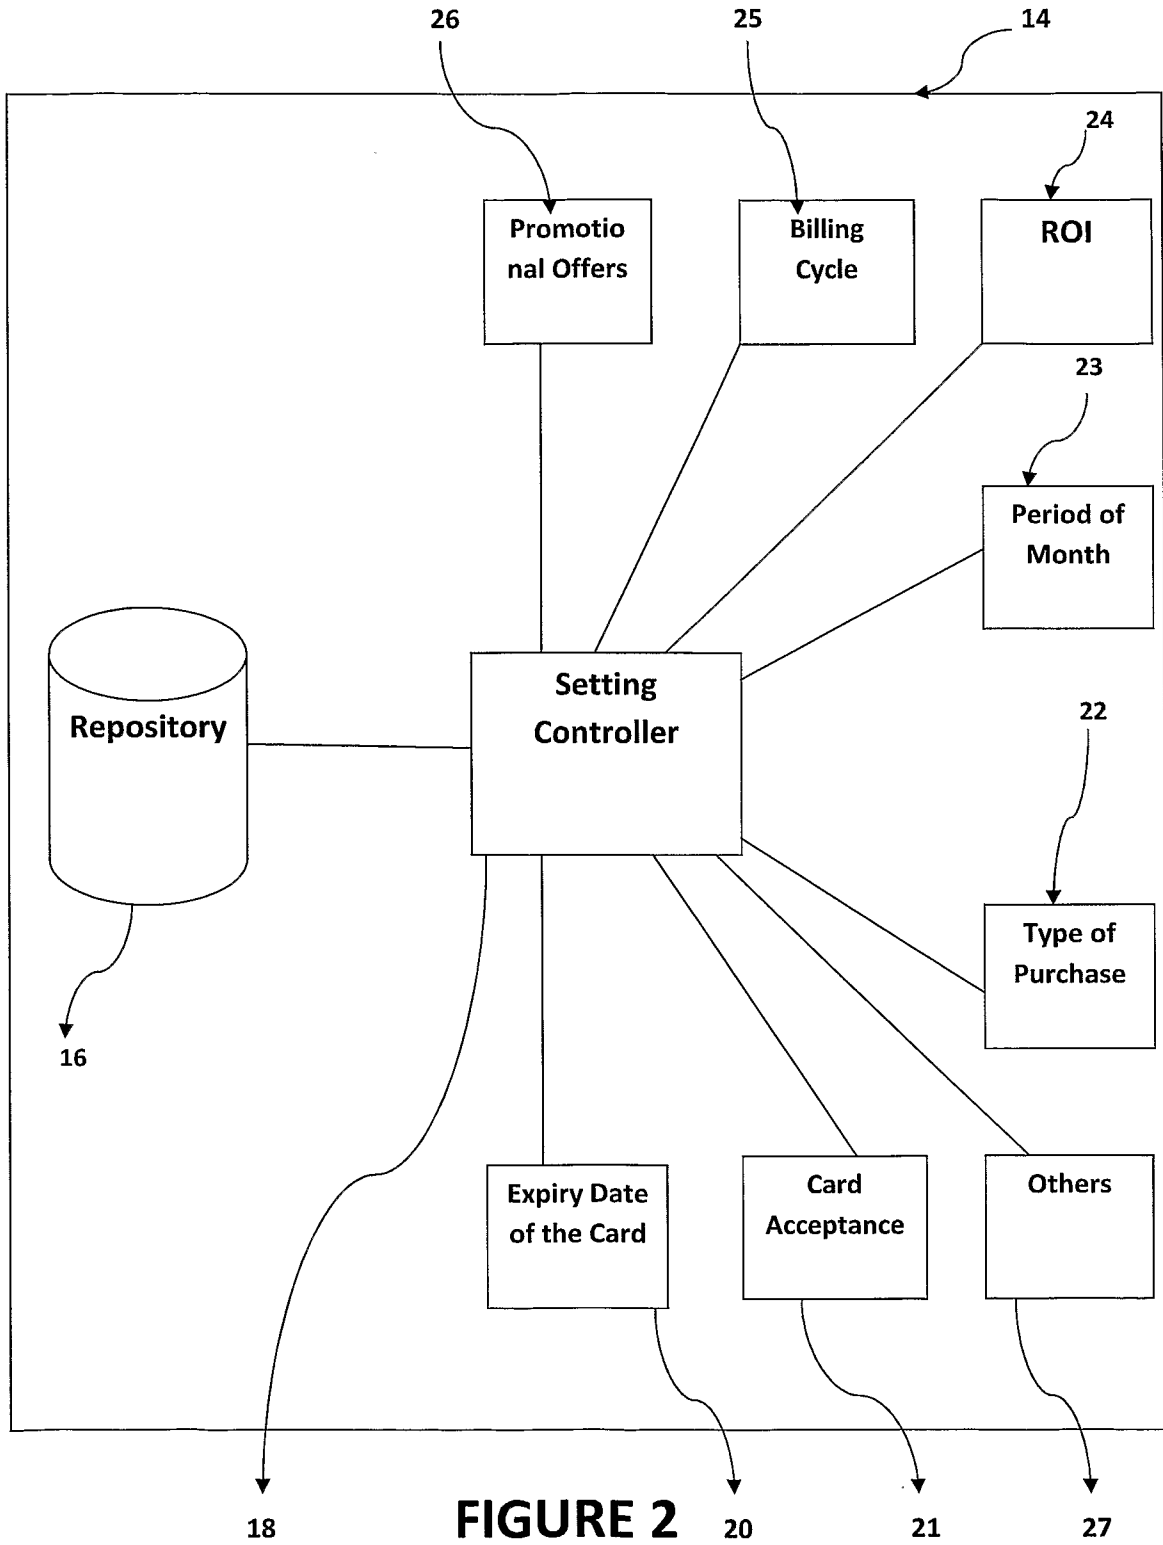 26
25
14
24
Promotio
nal Offers
Billing
Cycle
ROI
23
Period of
Month
Setting
Controller
Repository
22
Type of
Purchase
16
Expiry Date
of the Card
Card
Acceptance
Others
18
FIGURE 2
20
21
27